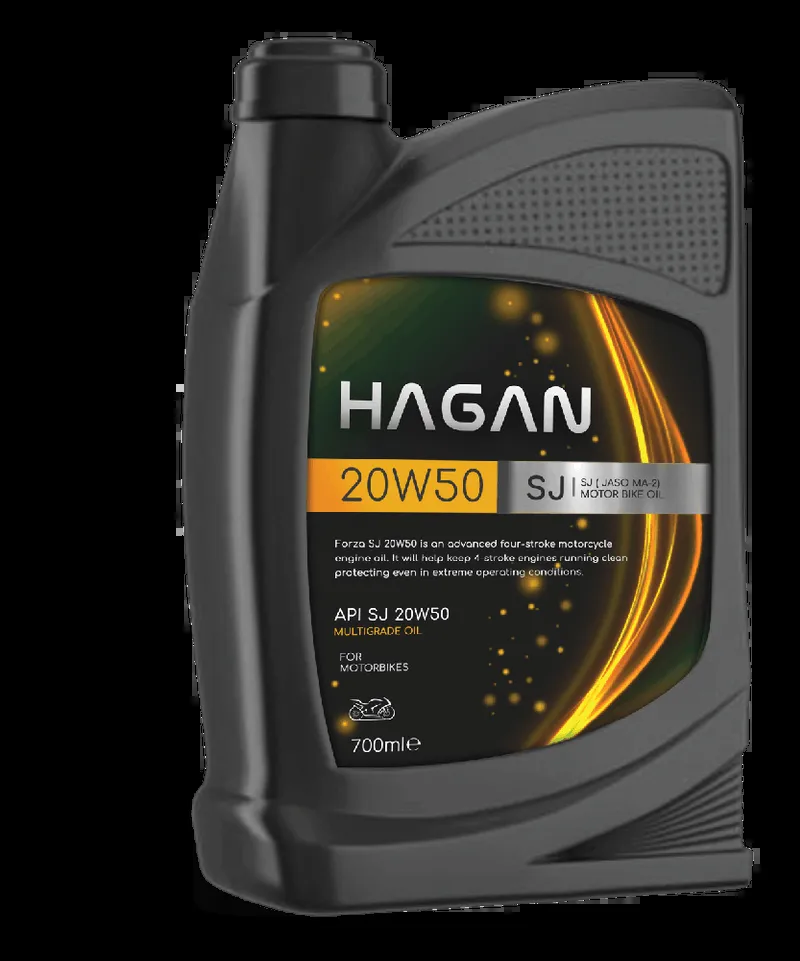 HAGAN
20W50
SJ
SJ ( JASO MA-2)
MOTOR BIKE OIL
Forza SJ 20W50 is an advanced four-stroke motorcycle
engine oil. It will help keep 4-stroke engines running clean
protecting even in extreme operating conditions.
API SJ 20W50
MULTIGRADE OIL
FOR
MOTORBIKES
700ml℮